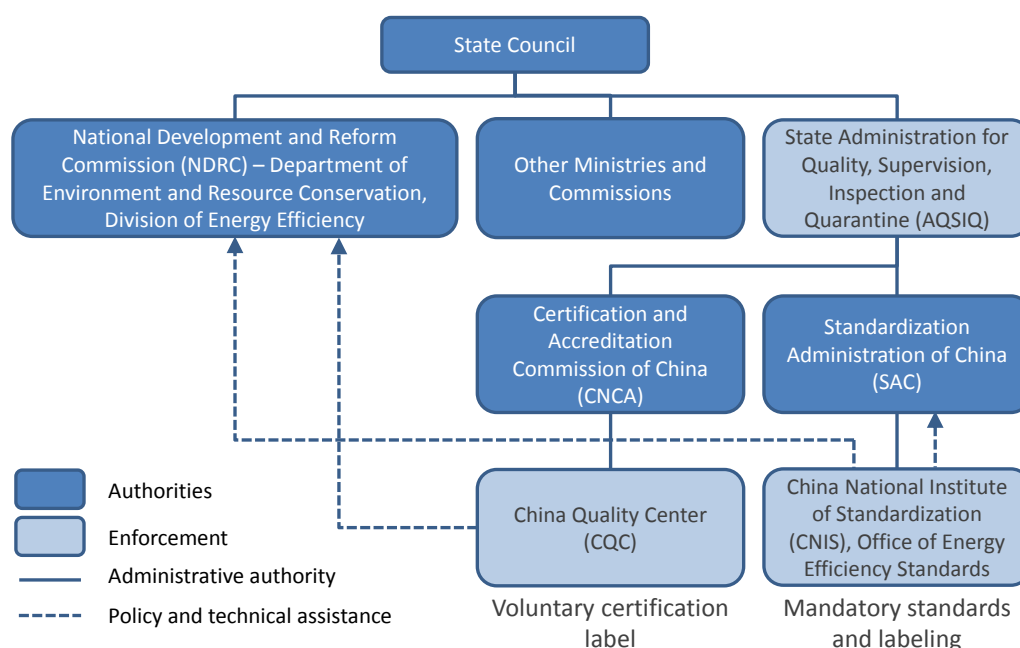 State Council
National Development and Reform
Commission (NDRC) – Department of
Environment and Resource Conservation,
Division of Energy Efficiency
Other Ministries and
Commissions
State Administration for
Quality, Supervision,
Inspection and
Quarantine (AQSIQ)
Certification and
Accreditation
Commission of China
(CNCA)
Standardization
Administration of China
(SAC)
China Quality Center
(CQC)
China National Institute
of Standardization
(CNIS), Office of Energy
Efficiency Standards
Voluntary certification
label
Mandatory standards
and labeling
Authorities
Enforcement
Administrative authority
Policy and technical assistance